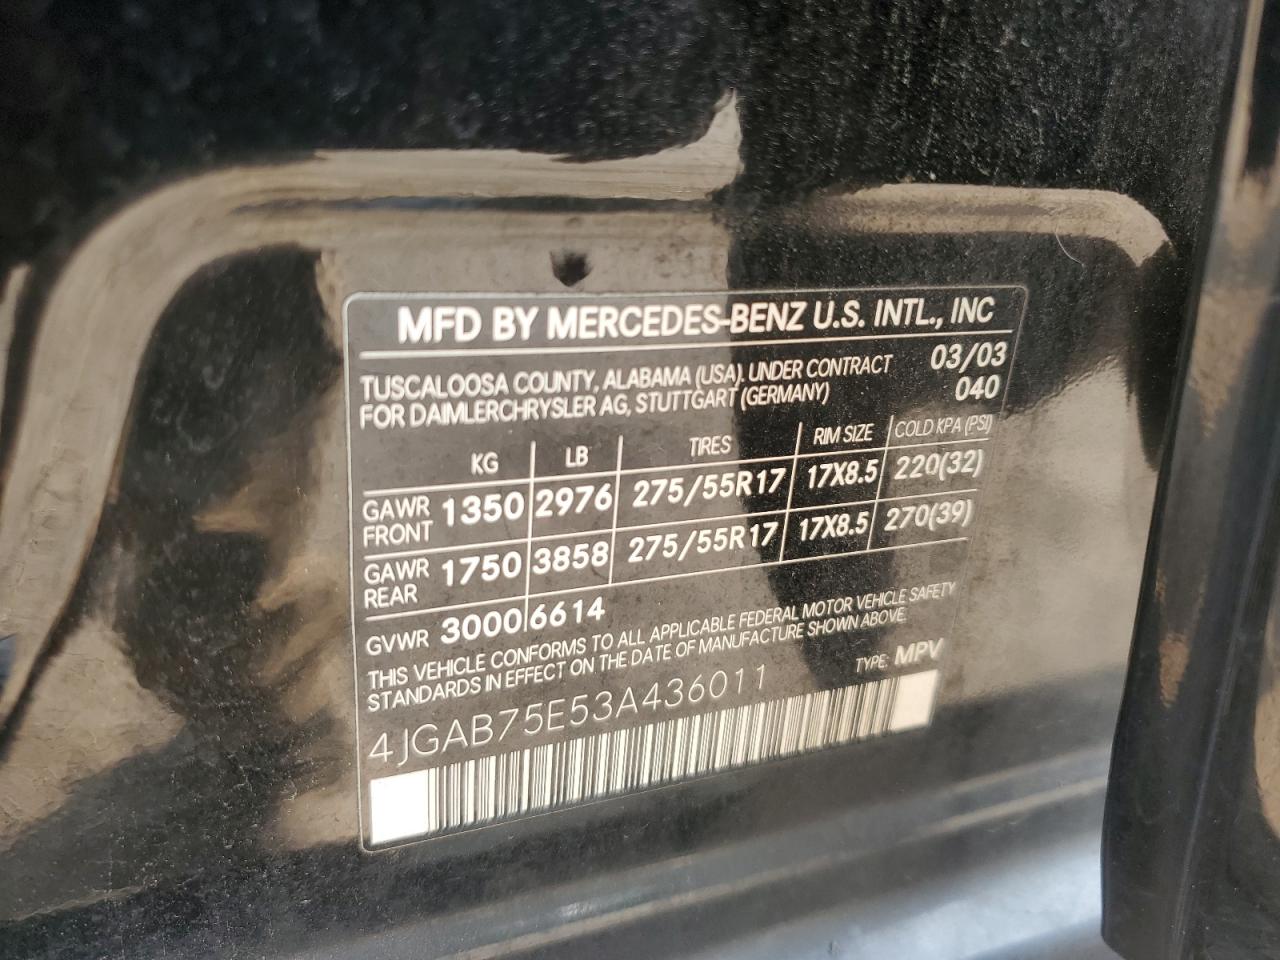 MFD BY MERCEDES-BENZ U.S. INTL., INC
TUSCALOOSA COUNTY, ALABAMA (USA) UNDER CONTRACT 03/03
FOR DAIMLERCHRYSLER AG, STUTTGART (GERMANY) 040
KG LB TIRES RIM SIZE COLD KPA (PSI)
GAWR FRONT 1350 2976 275/55R17 17X8.5 220(32)
GAWR REAR 1750 3858 275/55R17 17X8.5 270(39)
GVWR 3000 6614
THIS VEHICLE CONFORMS TO ALL APPLICABLE FEDERAL MOTOR VEHICLE SAFETY
STANDARDS IN EFFECT ON THE DATE OF MANUFACTURE SHOWN ABOVE.
4JGAB75E53A436011 TYPE: MPV